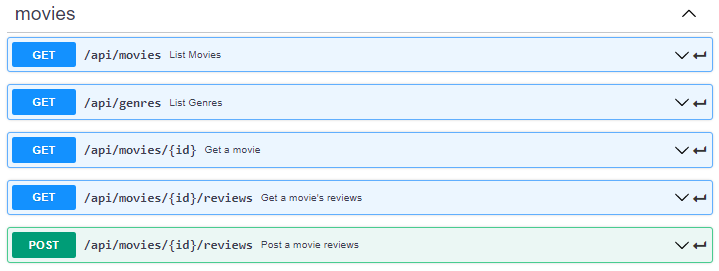 movies
GET /api/movies List Movies
GET /api/genres List Genres
GET /api/movies/{id} Get a movie
GET /api/movies/{id}/reviews Get a movie's reviews
POST /api/movies/{id}/reviews Post a movie reviews